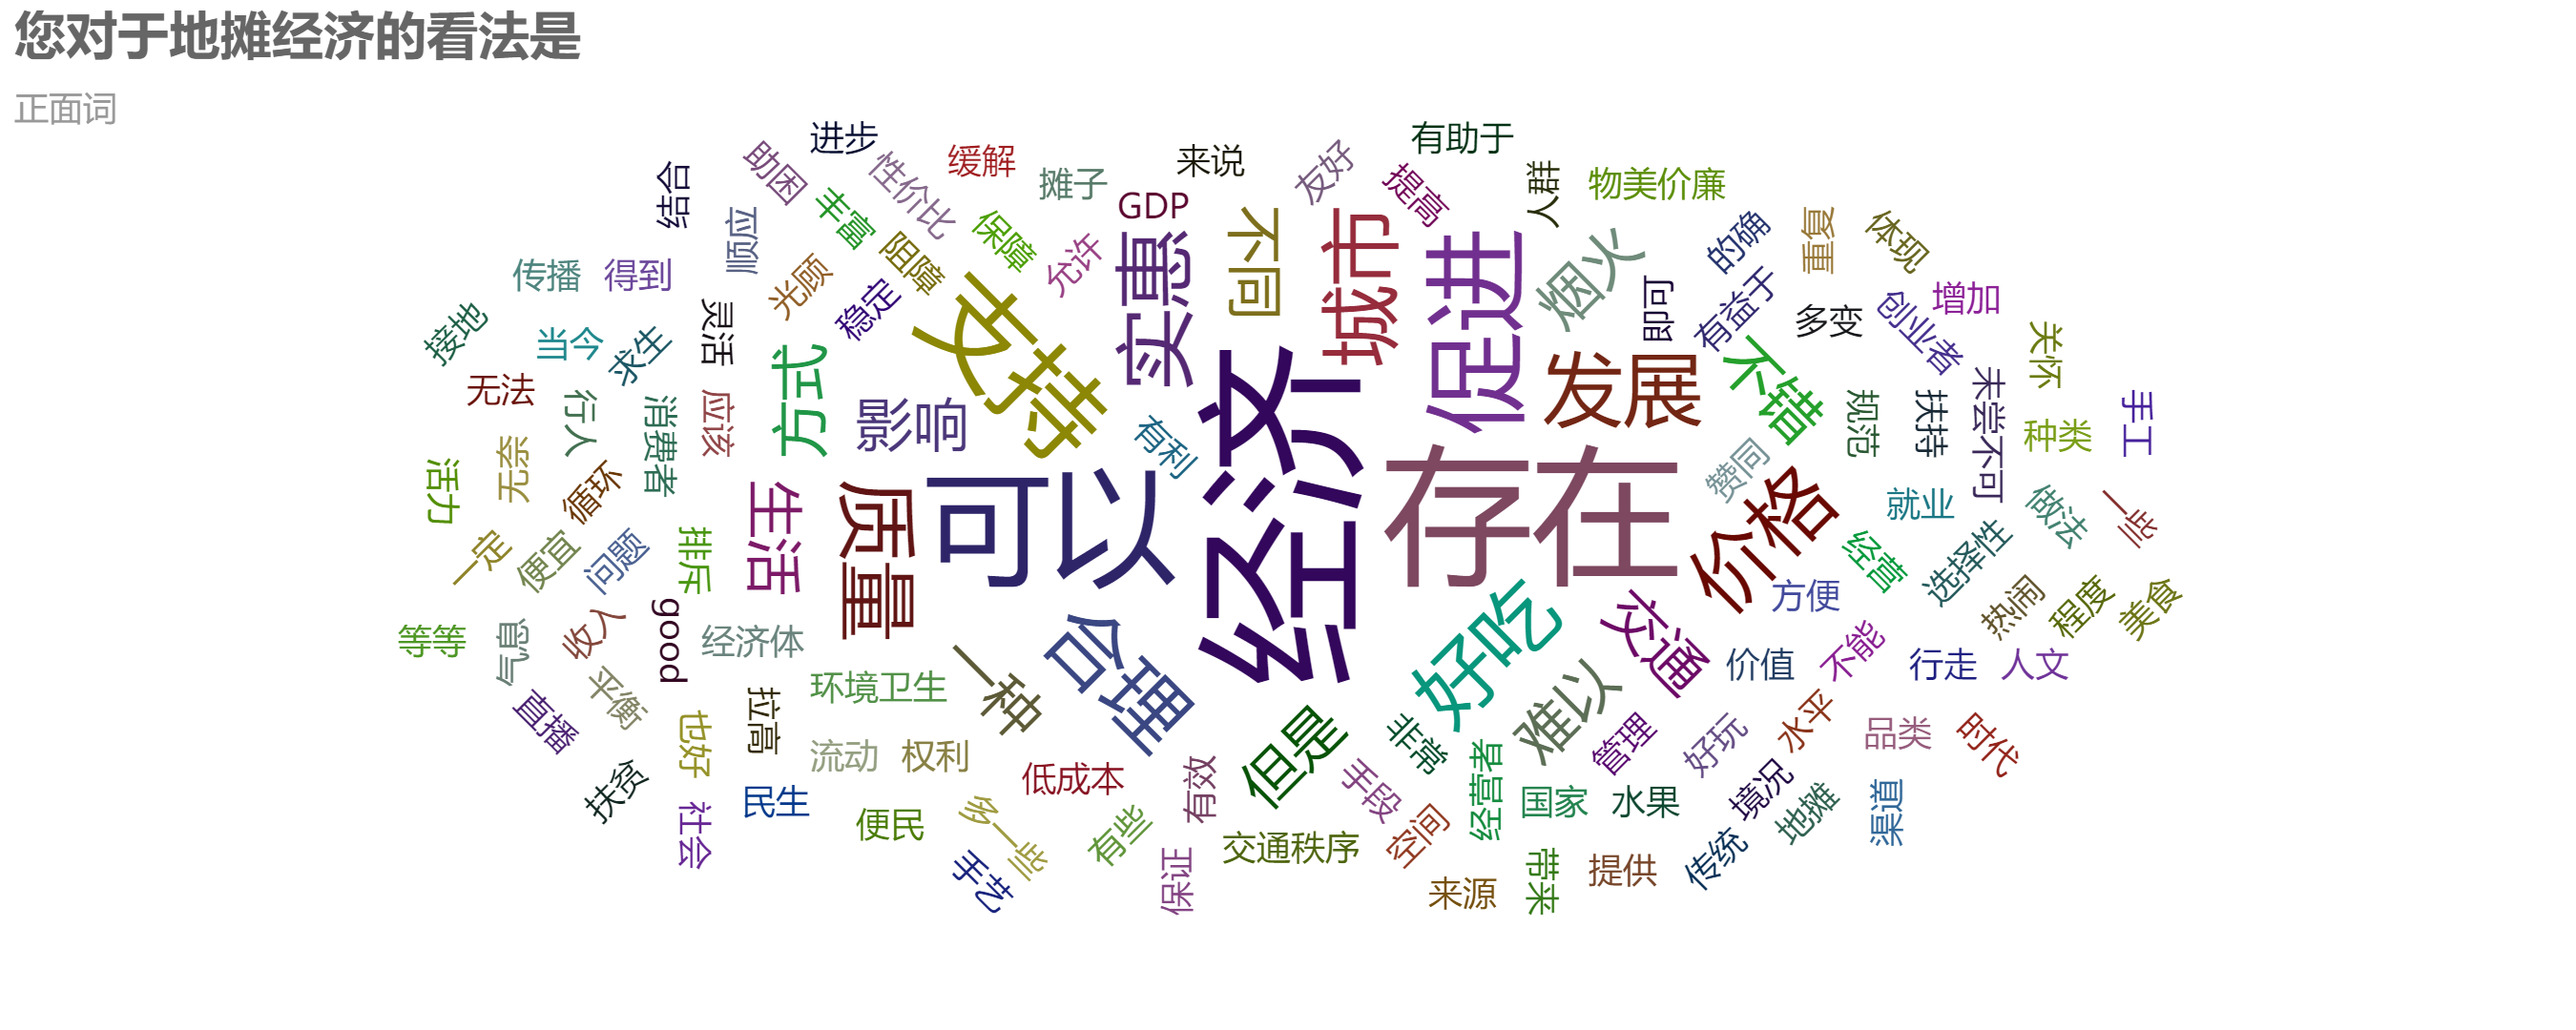 您对于地摊经济的看法是
正面词
进步
有助于
助困
性价比
缓解
来说
友好
提高
人群
物美价廉
结合
丰富
摊子
GDP
顺应
保障
允许
不同
城市
的确
重复
体现
传播
得到
光顾
阻障
实惠
促进
烟火
即可
有益于
多变
创业者
增加
接地
当今
求生
灵活
稳定
支持
关怀
无法
行人
消费者
应该
方式
影响
有利
经济
发展
不错
规范
扶持
未尝不可
种类
手工
活力
无奈
循环
生活
质量
可以
存在
赞同
价格
就业
做法
一些
一定
便宜
问题
排斥
经营
选择性
等等
气息
收入
good
经济体
合理
好吃
交通
方便
热闹
程度
美食
直播
平衡
也好
拉高
环境卫生
一种
难以
价值
不能
行走
人文
流动
权利
但是
非常
管理
好玩
水平
品类
时代
扶贫
社会
民生
低成本
有效
手段
经营者
国家
水果
境况
地摊
渠道
便民
多一些
有些
交通秩序
空间
手艺
保证
来源
带来
提供
传统